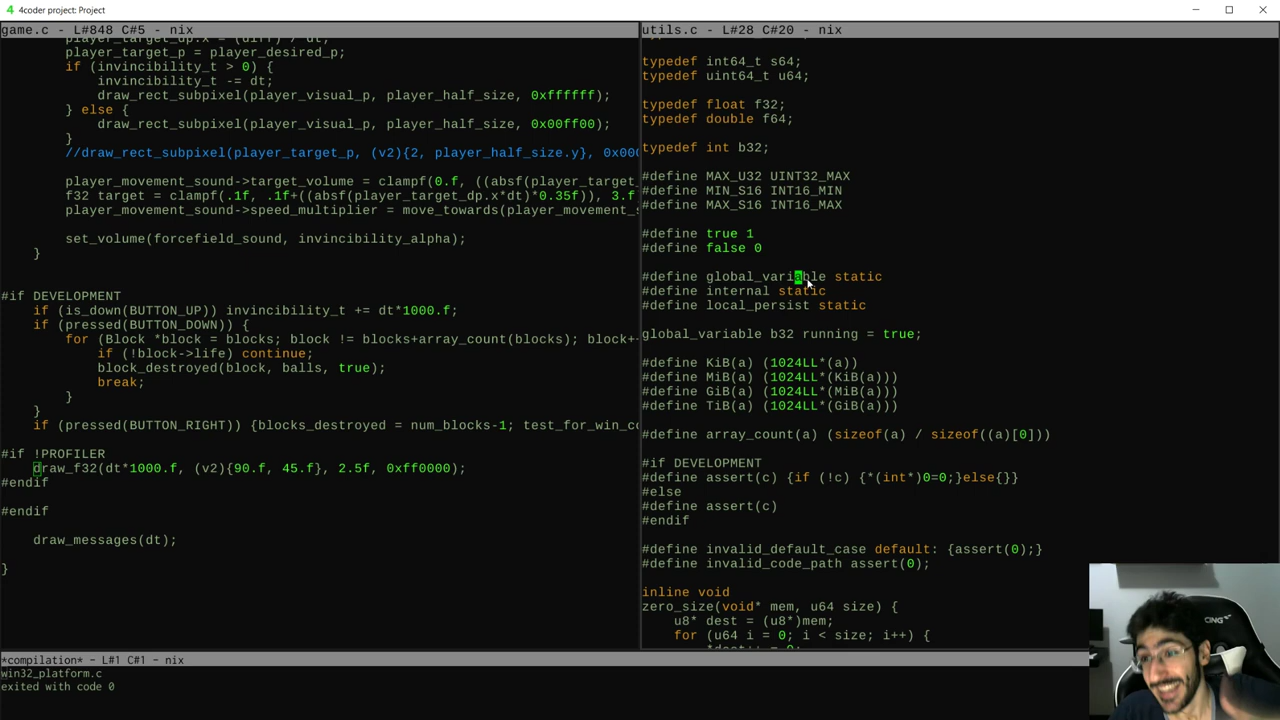 4coder project: Project
game.c - L#848 C#5 - nix
player_target_dp.x = (diff) / dt;
player_target_p = player_desired_p;
if (invincibility_t > 0) {
invincibility_t -= dt;
draw_rect_subpixel(player_visual_p, player_half_size, 0xffffff);
} else {
draw_rect_subpixel(player_visual_p, player_half_size, 0x00ff00);
}
//draw_rect_subpixel(player_target_p, (v2){2, player_half_size.y}, 0x00
player_movement_sound->target_volume = clampf(0.f, ((absf(player_target_
f32 target = clampf(.1f, .1f+((absf(player_target_dp.x*dt)*0.35f)), 3.f
player_movement_sound->speed_multiplier = move_towards(player_movement_s
set_volume(forcefield_sound, invincibility_alpha);
}
#if DEVELOPMENT
if (is_down(BUTTON_UP)) invincibility_t += dt*1000.f;
if (pressed(BUTTON_DOWN)) {
for (Block *block = blocks; block != blocks+array_count(blocks); block+
if (!block->life) continue;
block_destroyed(block, balls, true);
break;
}
}
if (pressed(BUTTON_RIGHT)) {blocks_destroyed = num_blocks-1; test_for_win_c
#if !PROFILER
draw_f32(dt*1000.f, (v2){90.f, 45.f}, 2.5f, 0xff0000);
#endif
#endif
draw_messages(dt);
}
utils.c - L#28 C#20 - nix
typedef int64_t s64;
typedef uint64_t u64;
typedef float f32;
typedef double f64;
typedef int b32;
#define MAX_U32 UINT32_MAX
#define MIN_S16 INT16_MIN
#define MAX_S16 INT16_MAX
#define true 1
#define false 0
#define global_variable static
#define internal static
#define local_persist static
global_variable b32 running = true;
#define KiB(a) (1024LL*(a))
#define MiB(a) (1024LL*(KiB(a)))
#define GiB(a) (1024LL*(MiB(a)))
#define TiB(a) (1024LL*(GiB(a)))
#define array_count(a) (sizeof(a) / sizeof((a)[0]))
#if DEVELOPMENT
#define assert(c) {if (!c) {*(int*)0=0;}else{}}
#else
#define assert(c)
#endif
#define invalid_default_case default: {assert(0);}
#define invalid_code_path assert(0);
inline void
zero_size(void* mem, u64 size) {
u8* dest = (u8*)mem;
for (u64 i = 0; i < size; i++) {
*dest++ = 0;
*compilation* - L#1 C#1 - nix
win32_platform.c
exited with code 0